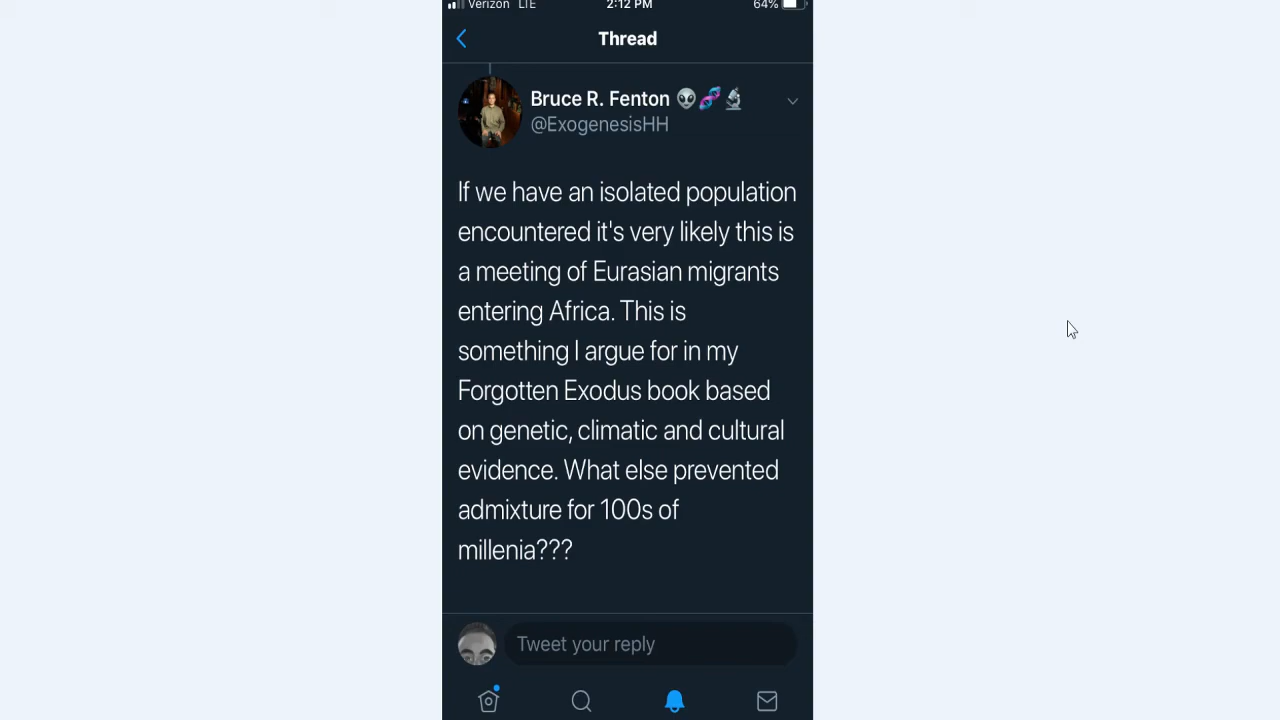 Verizon LTE 2:12 PM 64%
Thread
Bruce R. Fenton 👽🧬🔬
@ExogenesisHH
If we have an isolated population
encountered it's very likely this is
a meeting of Eurasian migrants
entering Africa. This is
something I argue for in my
Forgotten Exodus book based
on genetic, climatic and cultural
evidence. What else prevented
admixture for 100s of
millenia???
Tweet your reply